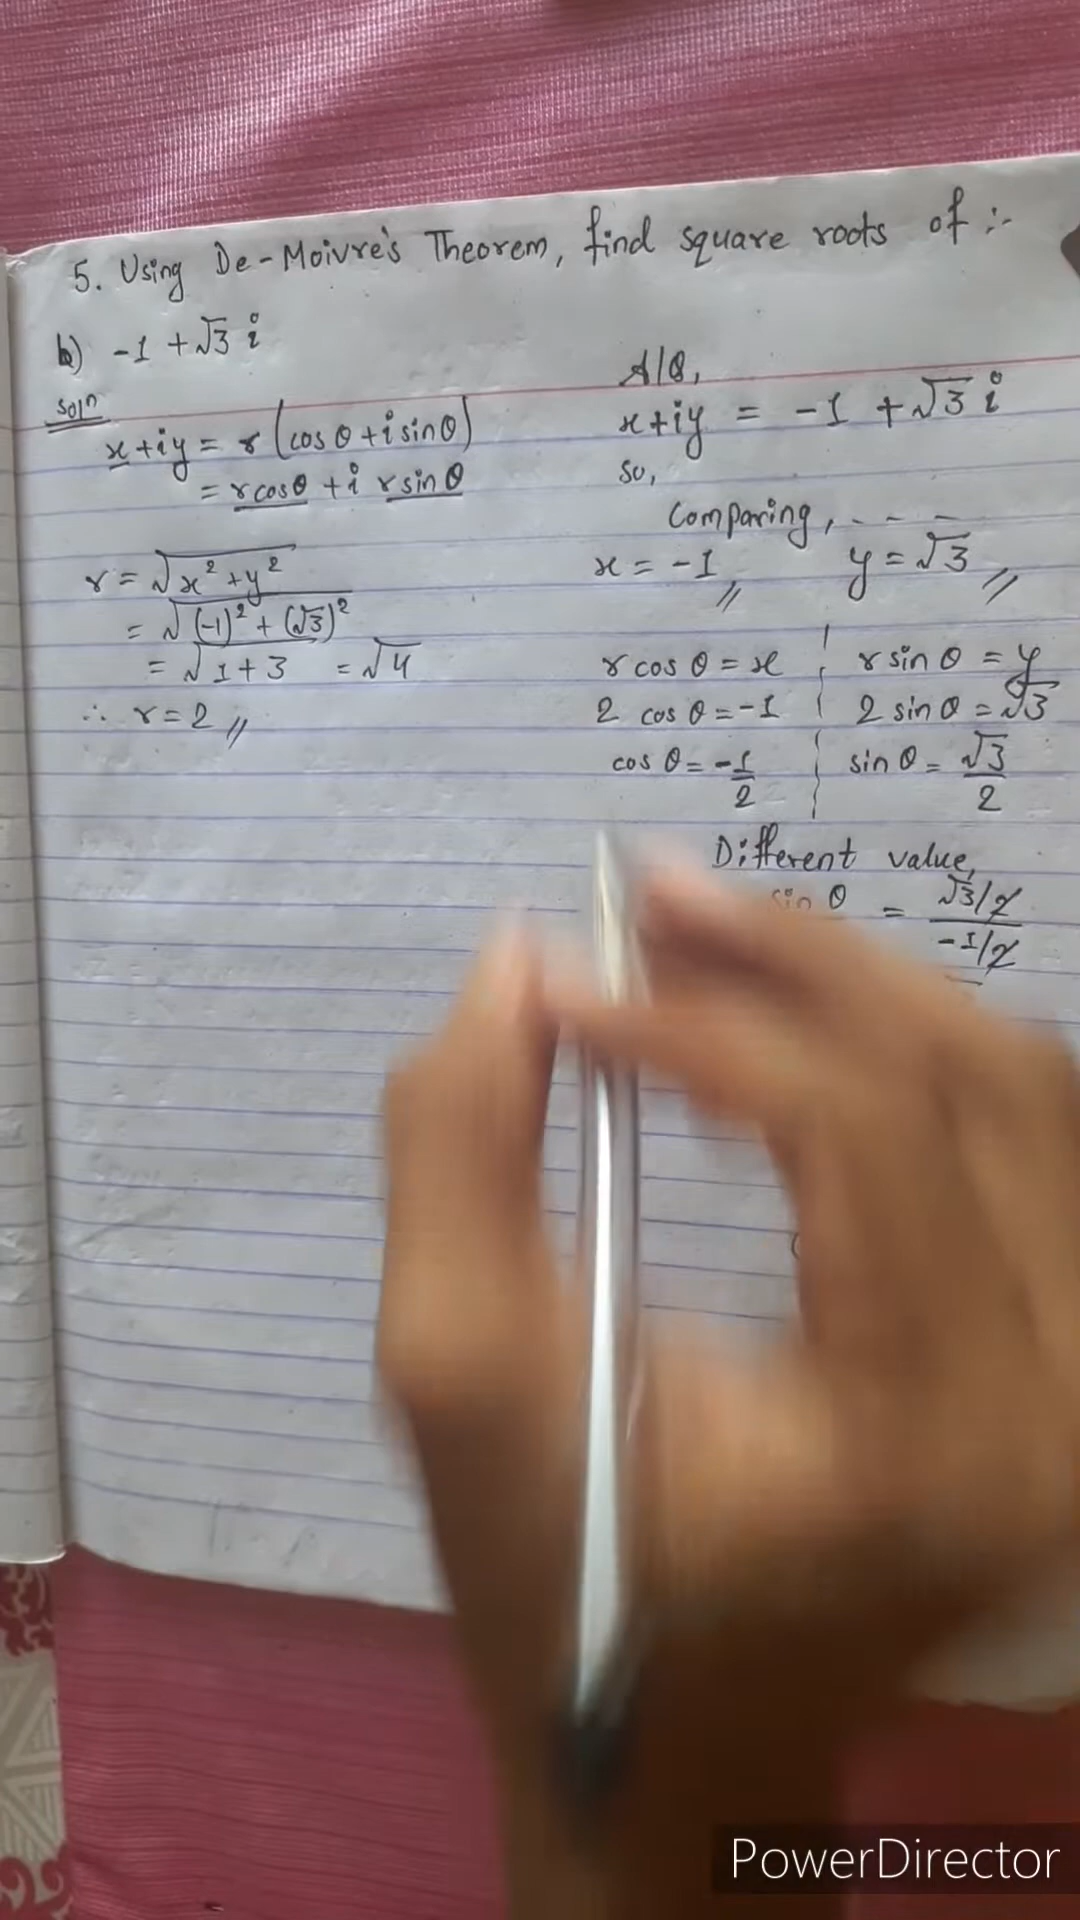 5. Using De-Moivre's Theorem, find square roots of :-
b) -1 + √3 i
Soln
x+iy = r (cos θ + i sin θ)
= r cos θ + i r sin θ
r = √x² + y²
= √(-1)² + (√3)²
= √1+3 = √4
∴ r = 2 //
A/Q,
x+iy = -1 + √3 i
so,
Comparing, - - -
x = -1 // y = √3 //
r cos θ = x r sin θ = y
2 cos θ = -1 2 sin θ = √3
cos θ = -1/2 sin θ = √3/2
Different value,
sin θ = √3/2 / -1/2
PowerDirector